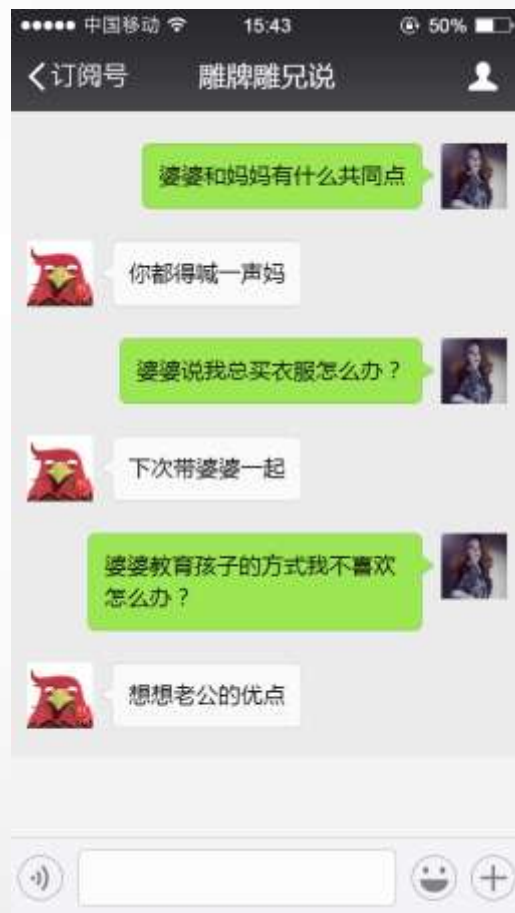 中国移动 15:43 50%
订阅号 雕牌雕兄说
婆婆和妈妈有什么共同点
你都得喊一声妈
婆婆说我总买衣服怎么办？
下次带婆婆一起
婆婆教育孩子的方式我不喜欢
怎么办？
想想老公的优点